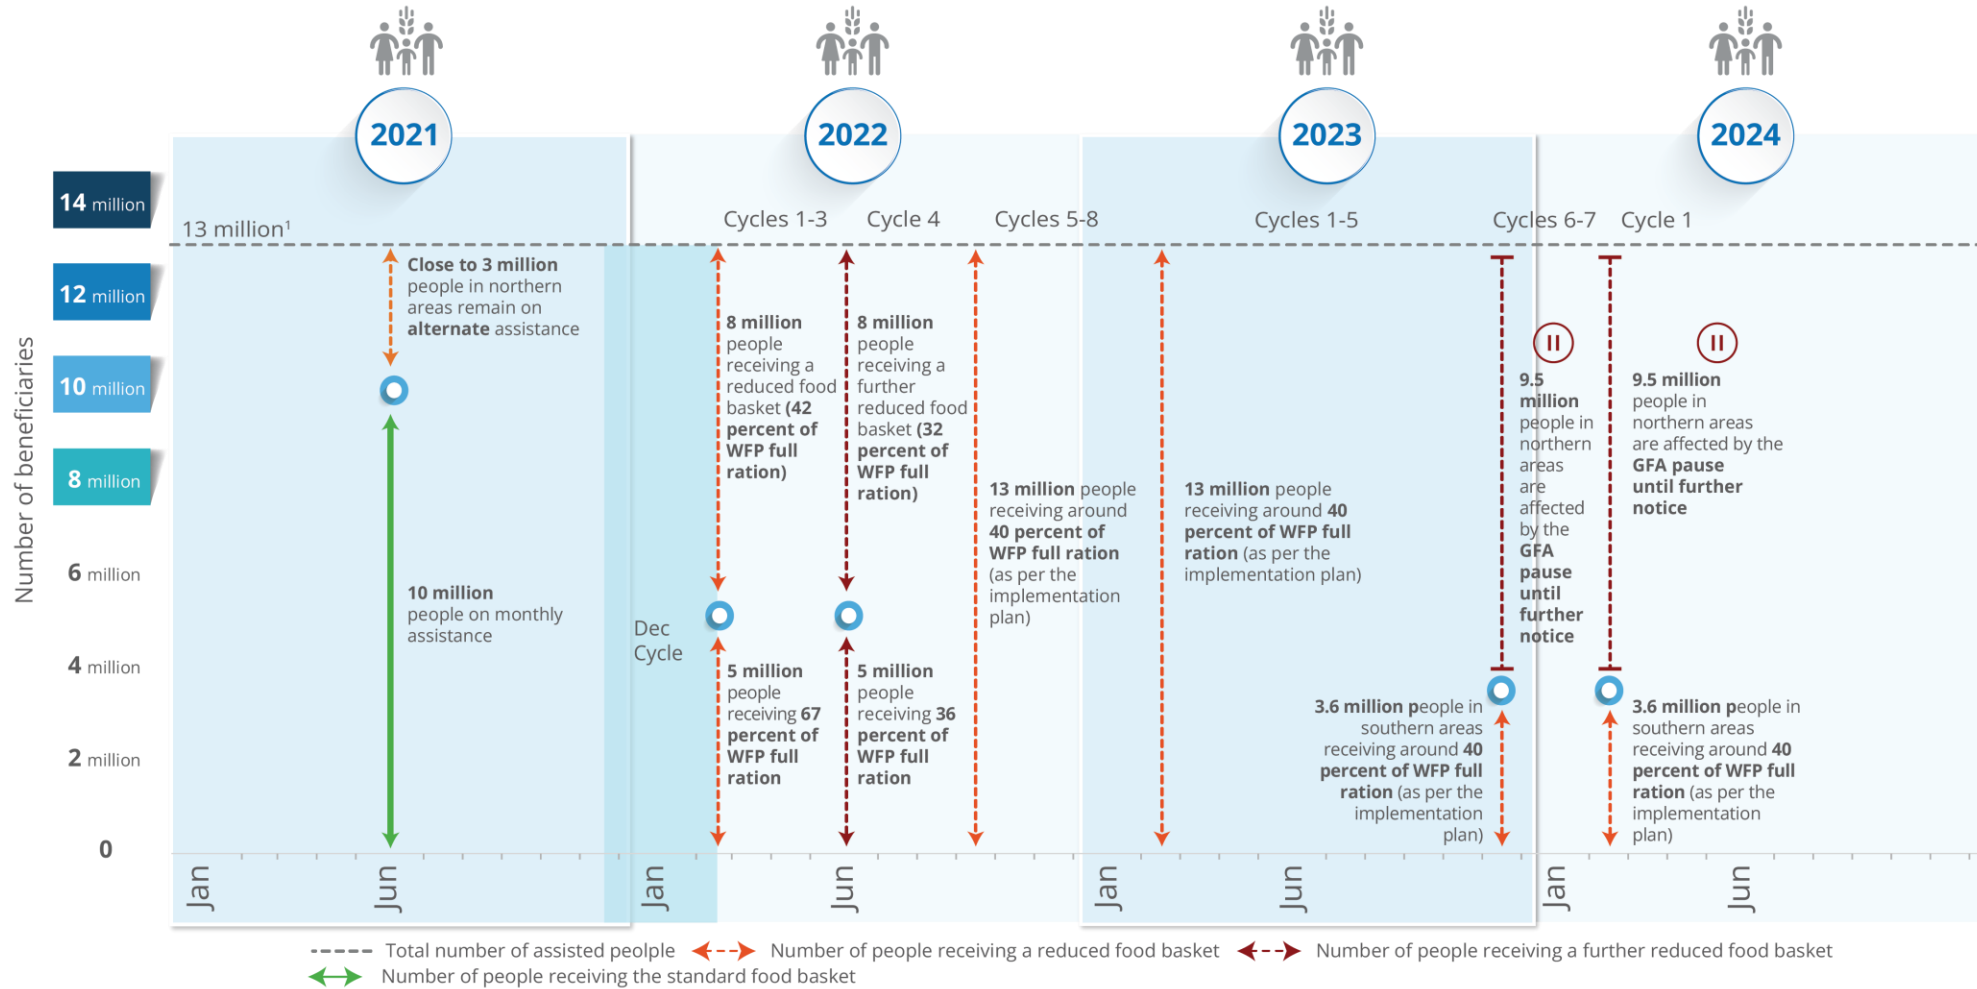 2021
2022
2023
2024
Number of beneficiaries
14 million
12 million
10 million
8 million
6 million
4 million
2 million
0
13 million¹
Close to 3 million
people in northern
areas remain on
alternate assistance
10 million
people on monthly
assistance
Dec
Cycle
Cycles 1-3
8 million
people
receiving a
reduced food
basket (42
percent of
WFP full
ration)
5 million
people
receiving 67
percent of
WFP full
ration
Cycle 4
8 million
people
receiving a
further
reduced food
basket (32
percent of
WFP full
ration)
5 million
people
receiving 36
percent of
WFP full
ration
Cycles 5-8
13 million people
receiving around
40 percent of
WFP full ration
(as per the
implementation
plan)
Cycles 1-5
13 million people
receiving around 40
percent of WFP full
ration (as per the
implementation plan)
Cycles 6-7
9.5
million
people in
northern
areas
are
affected
by the
GFA
pause
until
further
notice
3.6 million people in
southern areas
receiving around 40
percent of WFP full
ration (as per the
implementation
plan)
Cycle 1
9.5 million
people in
northern areas
are affected by the
GFA pause
until further
notice
3.6 million people in
southern areas
receiving around 40
percent of WFP full
ration (as per the
implementation
plan)
Jan
Jun
Jan
Jun
Jan
Jun
Jan
Jun
Total number of assisted peolple
Number of people receiving a reduced food basket
Number of people receiving a further reduced food basket
Number of people receiving the standard food basket